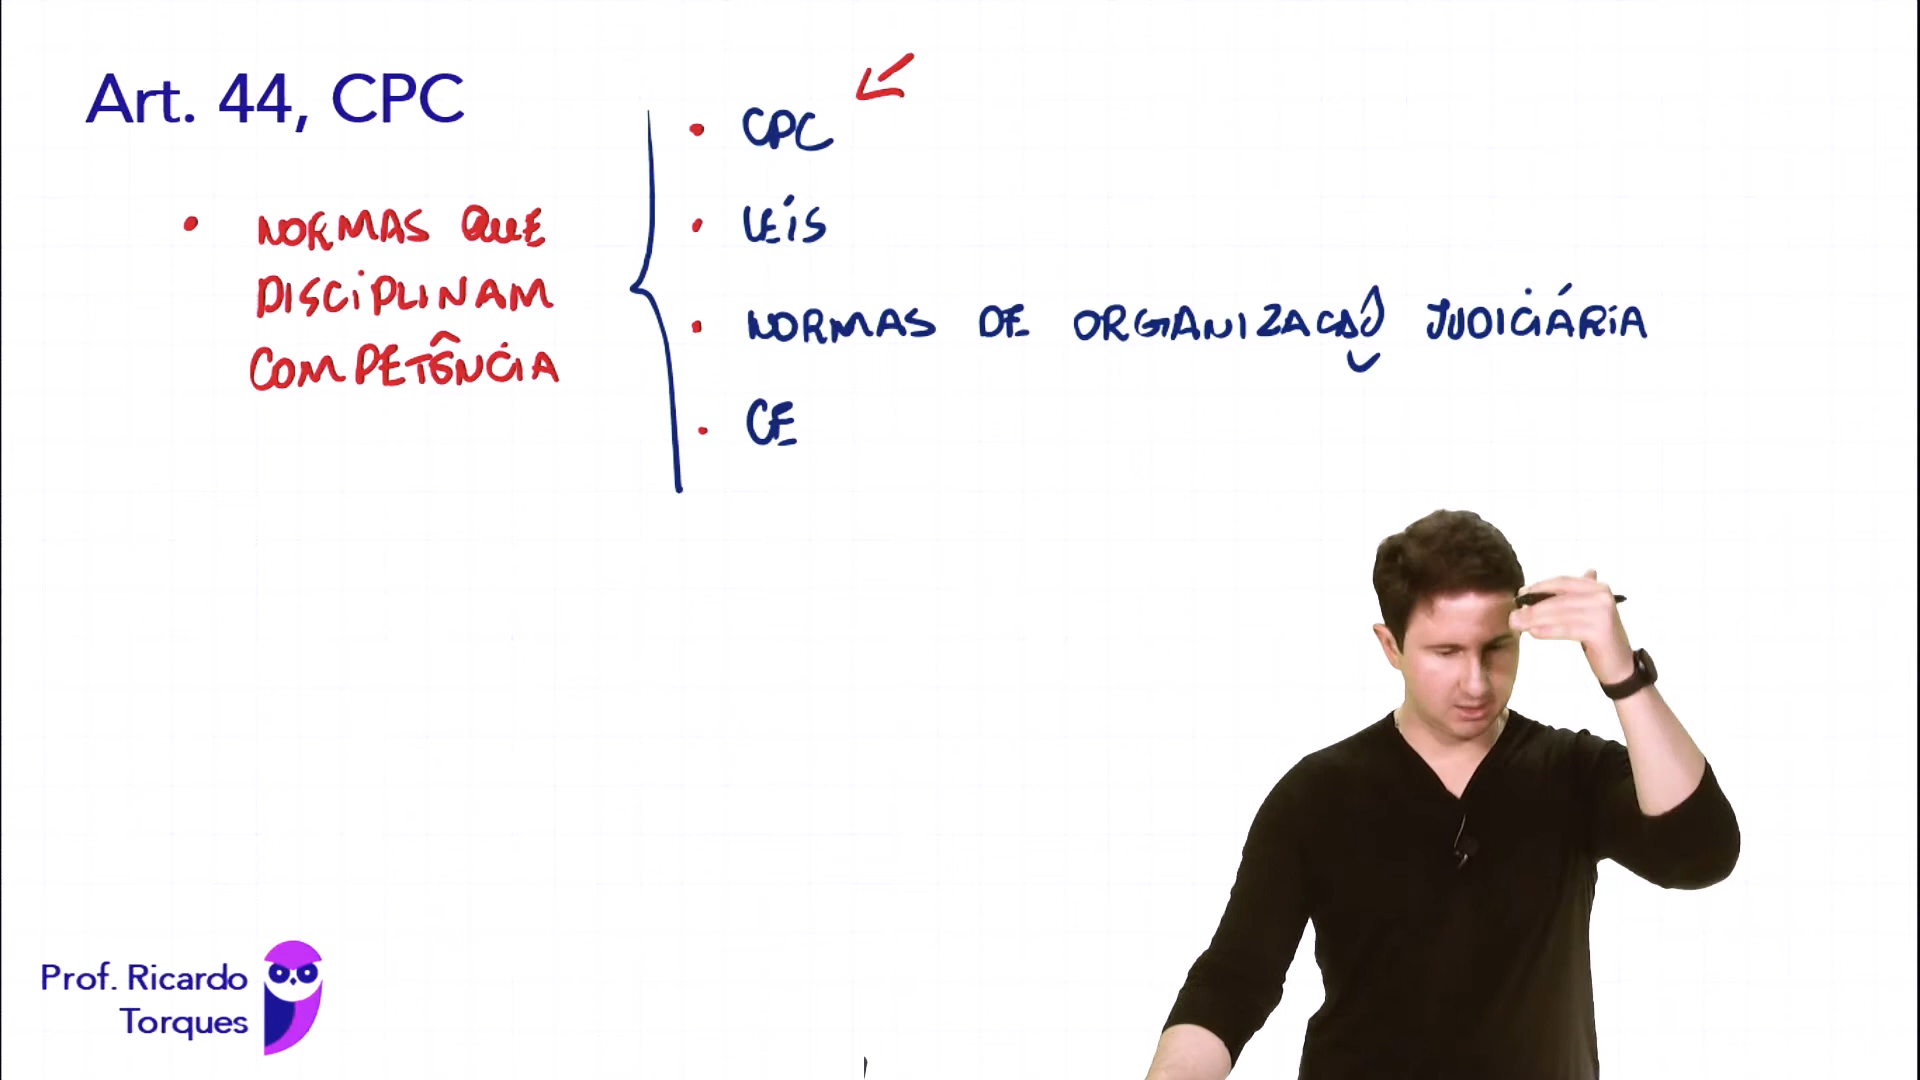 Art. 44, CPC
• NORMAS QUE
DISCIPLINAM
COMPETÊNCIA
• CPC
• LEIS
• NORMAS DE ORGANIZAÇÃO JUDICIÁRIA
• CE
Prof. Ricardo
Torques